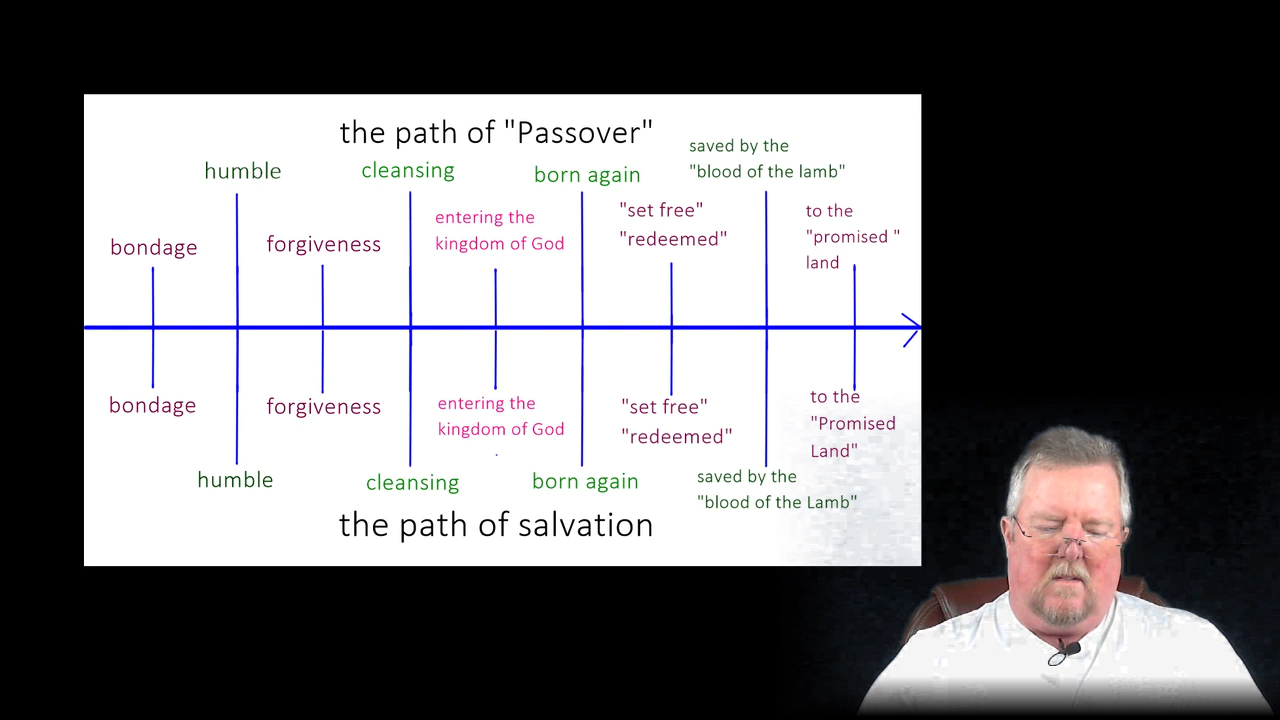 the path of "Passover"
saved by the
"blood of the lamb"
humble
cleansing
born again
bondage
forgiveness
entering the
kingdom of God
"set free"
"redeemed"
to the
"promised "
land
bondage
forgiveness
entering the
kingdom of God
"set free"
"redeemed"
to the
"Promised
Land"
humble
cleansing
born again
saved by the
"blood of the Lamb"
the path of salvation